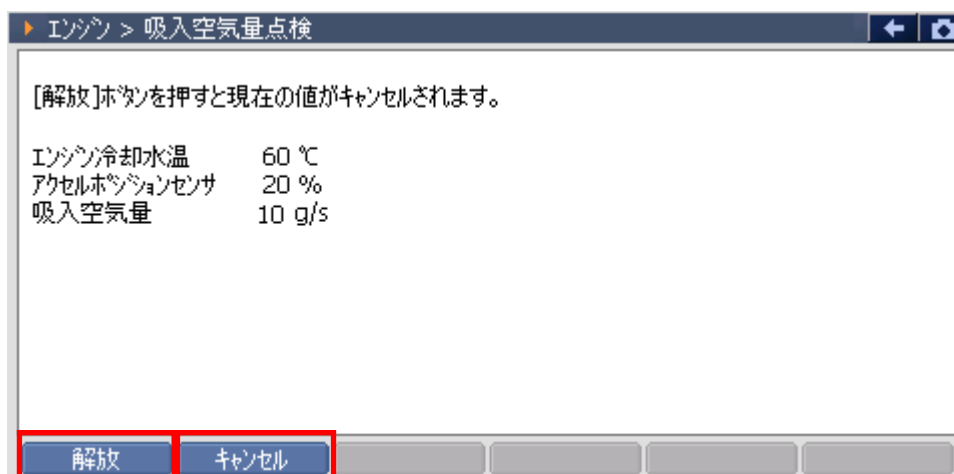 エンジン > 吸入空気量点検
[解放]ボタンを押すと現在の値がキャンセルされます。
エンジン冷却水温 60 ℃
アクセルポジションセンサ 20 %
吸入空気量 10 g/s
解放 キャンセル